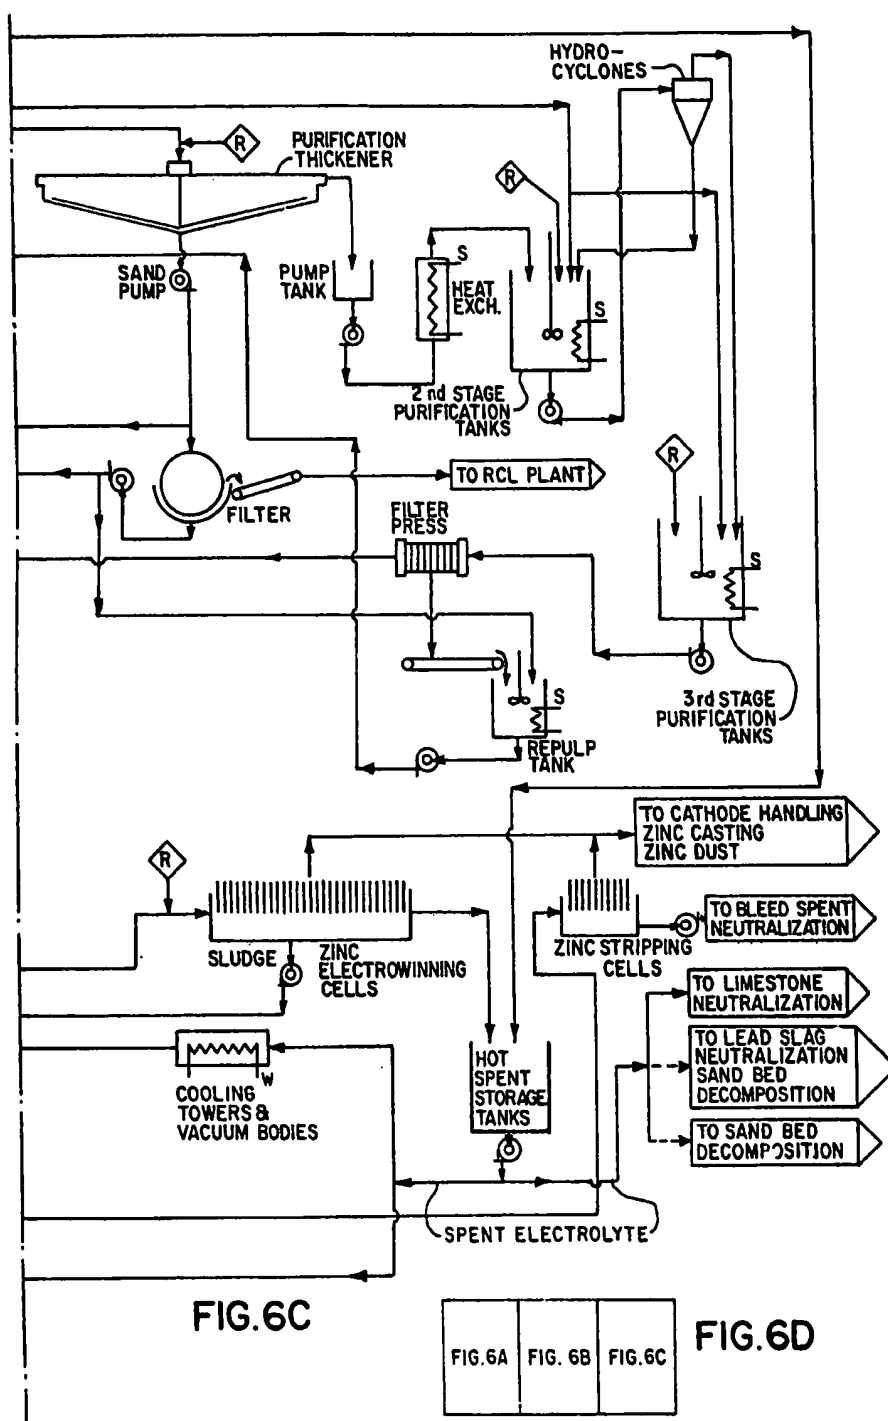 HYDRO-
CYCLONES
R
PURIFICATION
THICKENER
R
SAND
PUMP
PUMP
TANK
S
HEAT
EXCH.
S
2nd STAGE
PURIFICATION
TANKS
R
TO RCL PLANT
FILTER
FILTER
PRESS
S
3rd STAGE
PURIFICATION
TANKS
S
REPULP
TANK
TO CATHODE HANDLING
ZINC CASTING
ZINC DUST
R
TO BLEED SPENT
NEUTRALIZATION
SLUDGE
ZINC
ELECTROWINNING
CELLS
ZINC STRIPPING
CELLS
TO LIMESTONE
NEUTRALIZATION
TO LEAD SLAG
NEUTRALIZATION
SAND BED
DECOMPOSITION
W
COOLING
TOWERS &
VACUUM BODIES
HOT
SPENT
STORAGE
TANKS
TO SAND BED
DECOMPOSITION
SPENT ELECTROLYTE
FIG.6C
FIG.6A
FIG. 6B
FIG.6C
FIG.6D